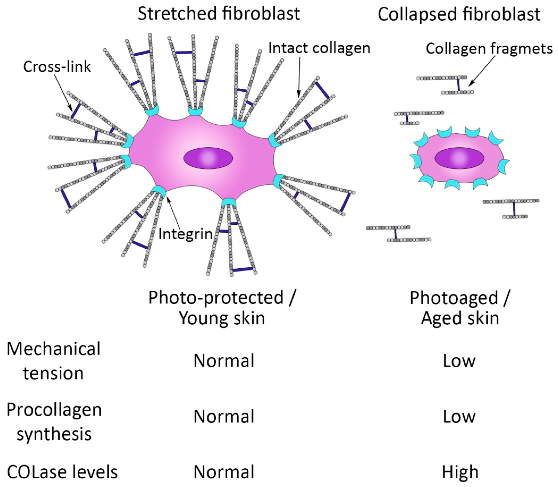 Stretched fibroblast
Collapsed fibroblast
Intact collagen
Collagen fragmets
Cross-link
Integrin
Photo-protected /
Young skin
Photoaged /
Aged skin
Mechanical
tension
Normal
Low
Procollagen
synthesis
Normal
Low
COLase levels
Normal
High